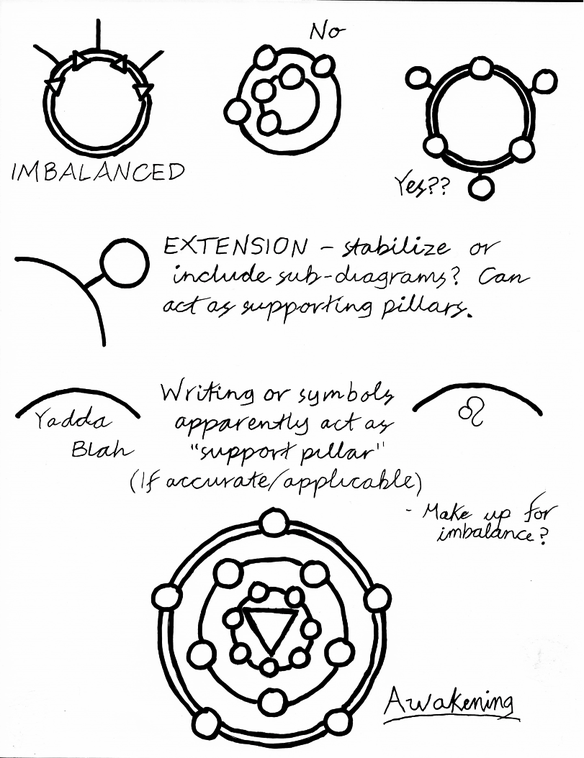 No
IMBALANCED
Yes??
EXTENSION – stabilize or
include sub-diagrams? Can
act as supporting pillars.
Yadda
Blah
Writing or symbols
apparently act as
"support pillar"
(If accurate/applicable)
♌
- Make up for
imbalance?
Awakening